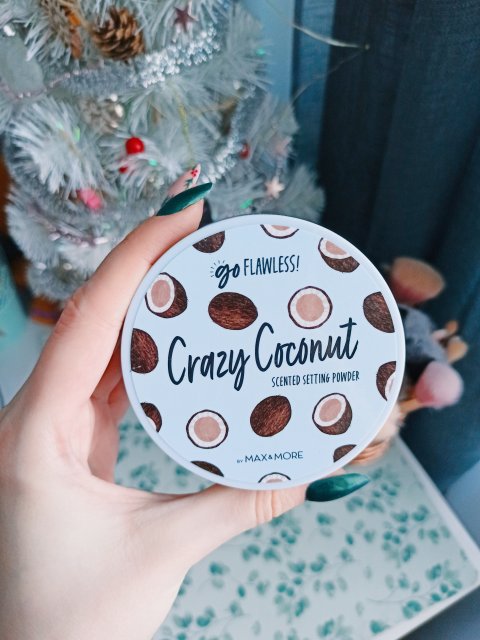 go FLAWLESS!
Crazy Coconut
SCENTED SETTING POWDER
BY MAX & MORE